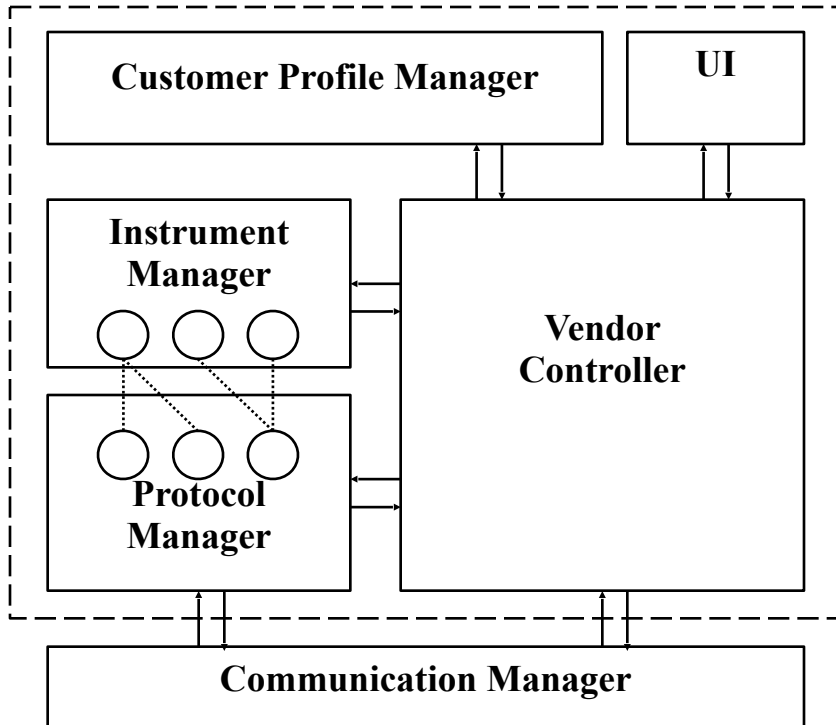 Customer Profile Manager
UI
Instrument
Manager
Vendor
Controller
Protocol
Manager
Communication Manager